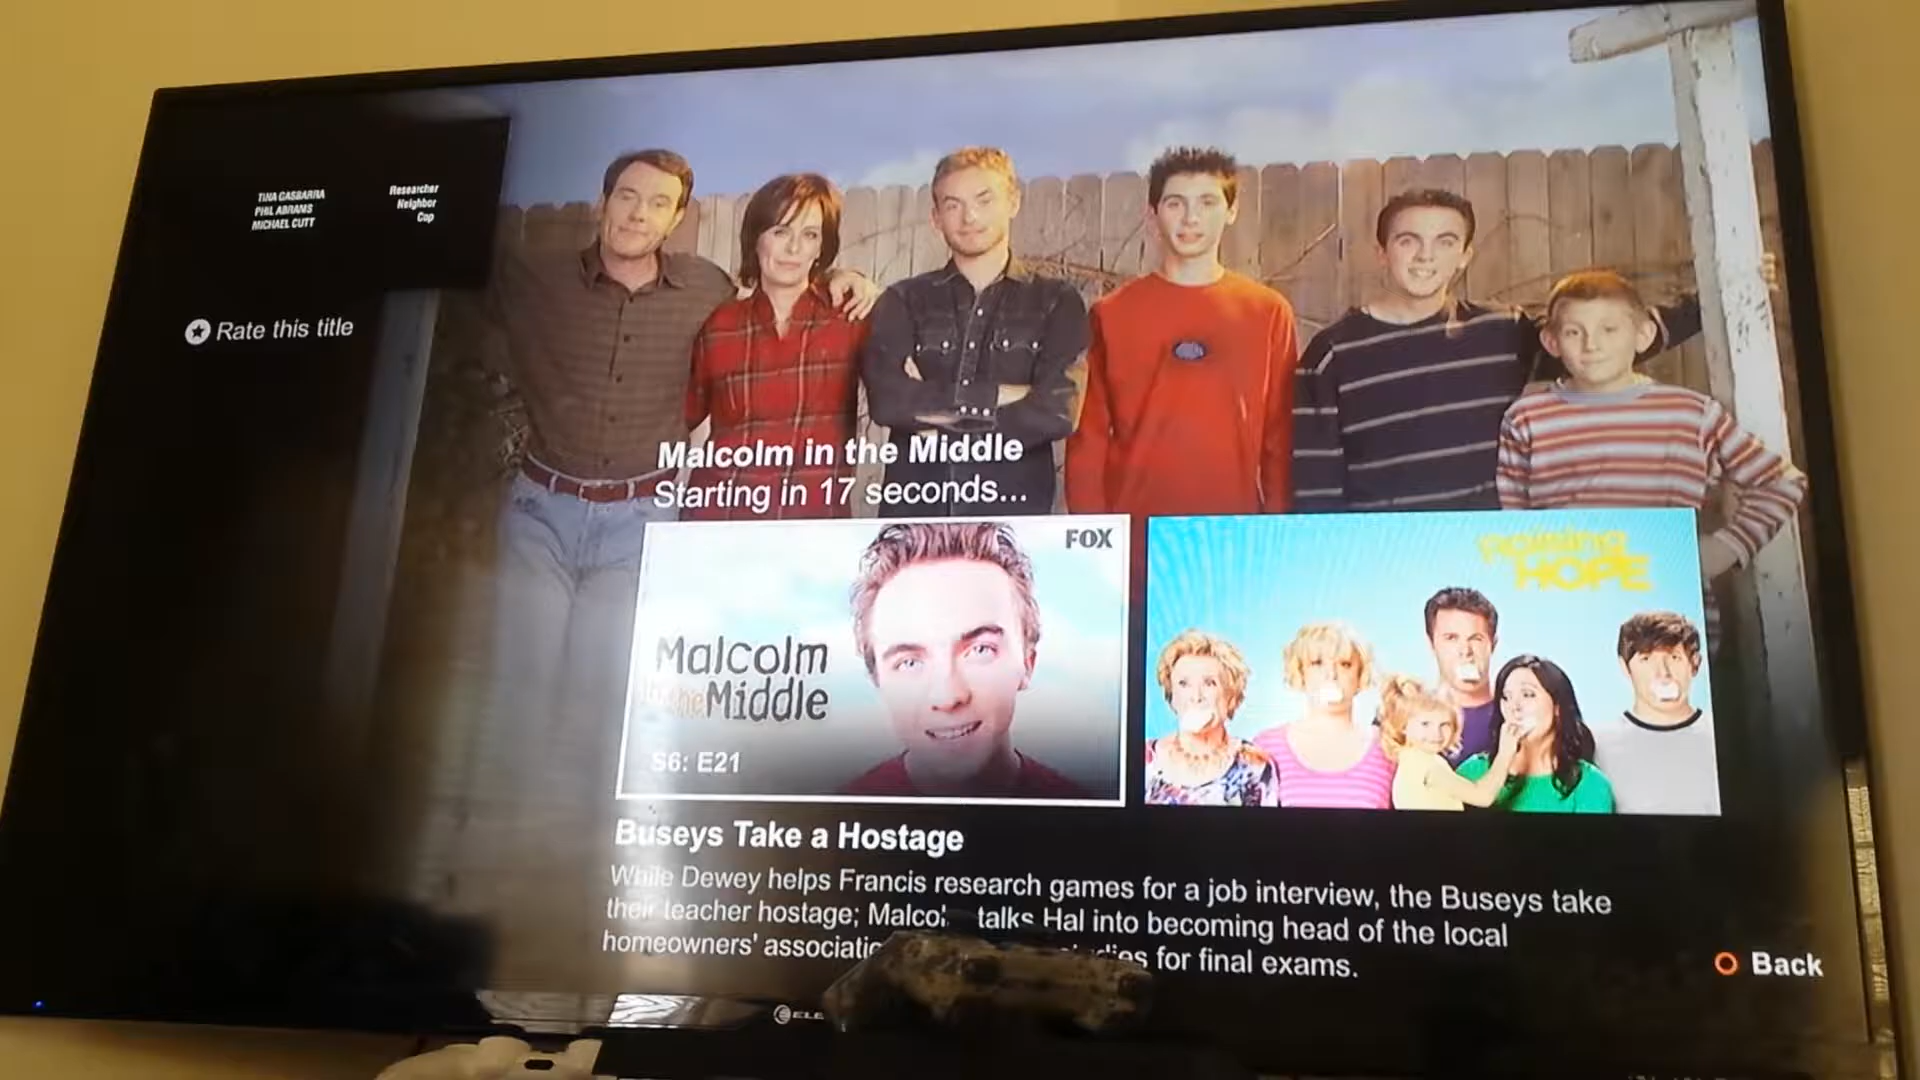 TINA GASBARRA
PHIL ABRAMS
MICHAEL CUTT
Researcher
Neighbor
Cop
Rate this title
Malcolm in the Middle
Starting in 17 seconds...
FOX
Malcolm
in the Middle
S6: E21
Raising
HOPE
Buseys Take a Hostage
While Dewey helps Francis research games for a job interview, the Buseys take
their teacher hostage; talks Hal into becoming head of the local
homeowners' for final exams.
Back